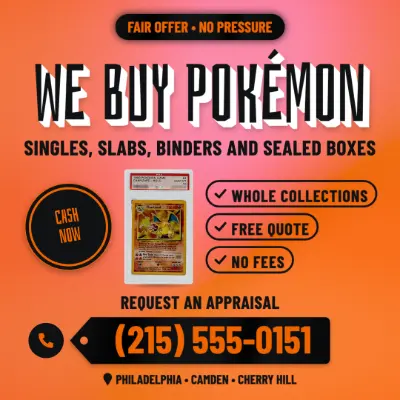 FAIR OFFER • NO PRESSURE
WE BUY POKÉMON
SINGLES, SLABS, BINDERS AND SEALED BOXES
CASH
NOW
WHOLE COLLECTIONS
FREE QUOTE
NO FEES
REQUEST AN APPRAISAL
(215) 555-0151
PHILADELPHIA • CAMDEN • CHERRY HILL